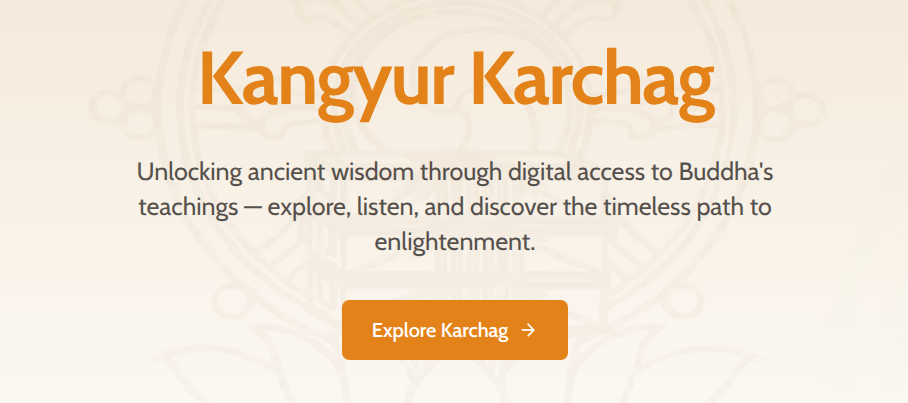 Kangyur Karchag
Unlocking ancient wisdom through digital access to Buddha's
teachings — explore, listen, and discover the timeless path to
enlightenment.
Explore Karchag →